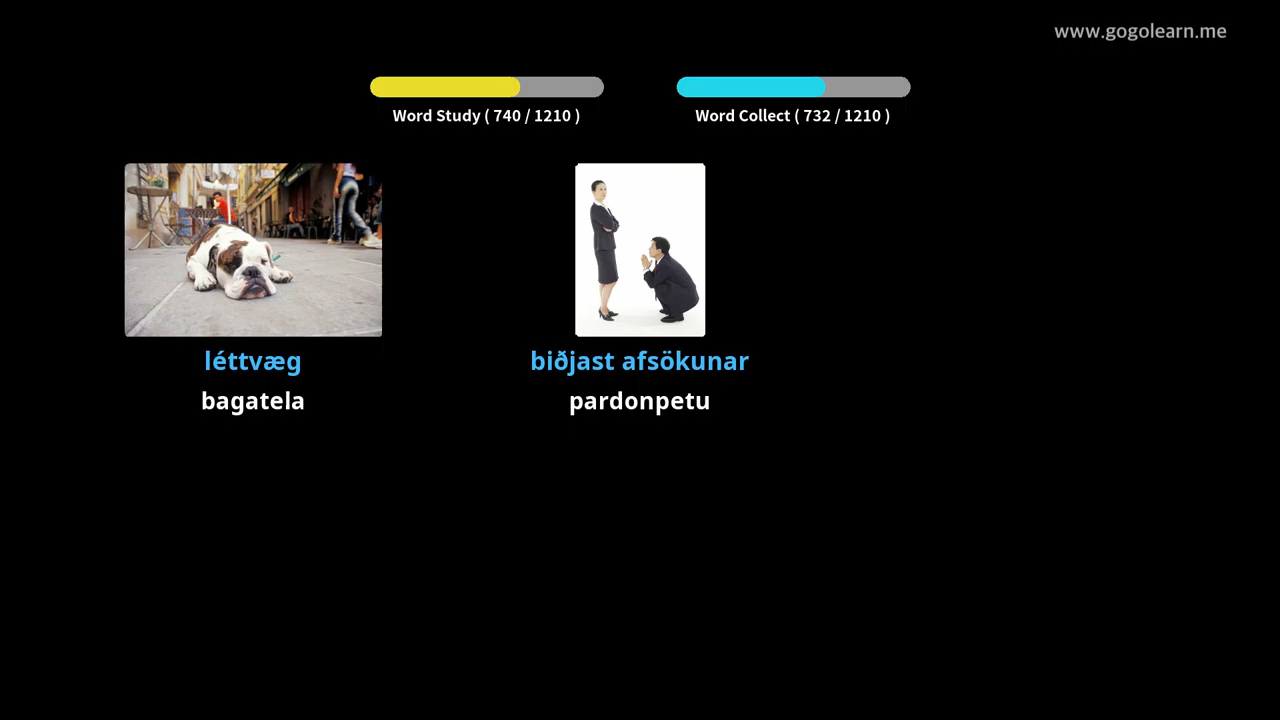 www.gogolearn.me
Word Study ( 740 / 1210 )
Word Collect ( 732 / 1210 )
léttvæg
bagatela
biðjast afsökunar
pardonpetu